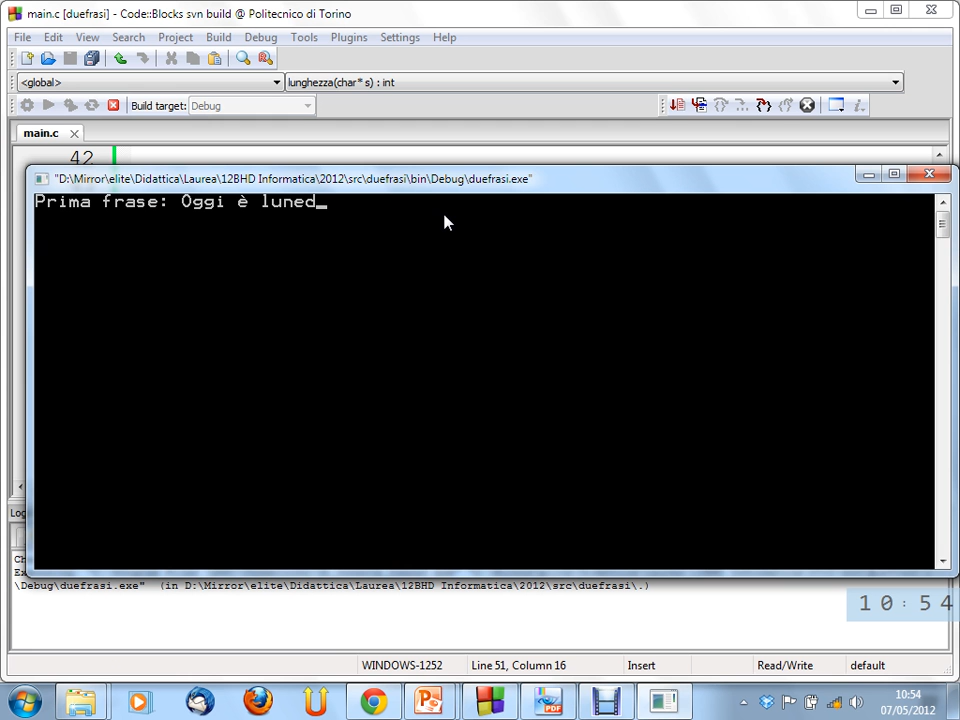 main.c [duefrasi] - Code::Blocks svn build @ Politecnico di Torino
File Edit View Search Project Build Debug Tools Plugins Settings Help
<global> lunghezza(char* s) : int
Build target: Debug
main.c
42
"D:\Mirror\elite\Didattica\Laurea\12BHD Informatica\2012\src\duefrasi\bin\Debug\duefrasi.exe"
Prima frase: Oggi è luned_
\Debug\duefrasi.exe" (in D:\Mirror\elite\Didattica\Laurea\12BHD Informatica\2012\src\duefrasi\.)
10:54
WINDOWS-1252 Line 51, Column 16 Insert Read/Write default
10:54
07/05/2012